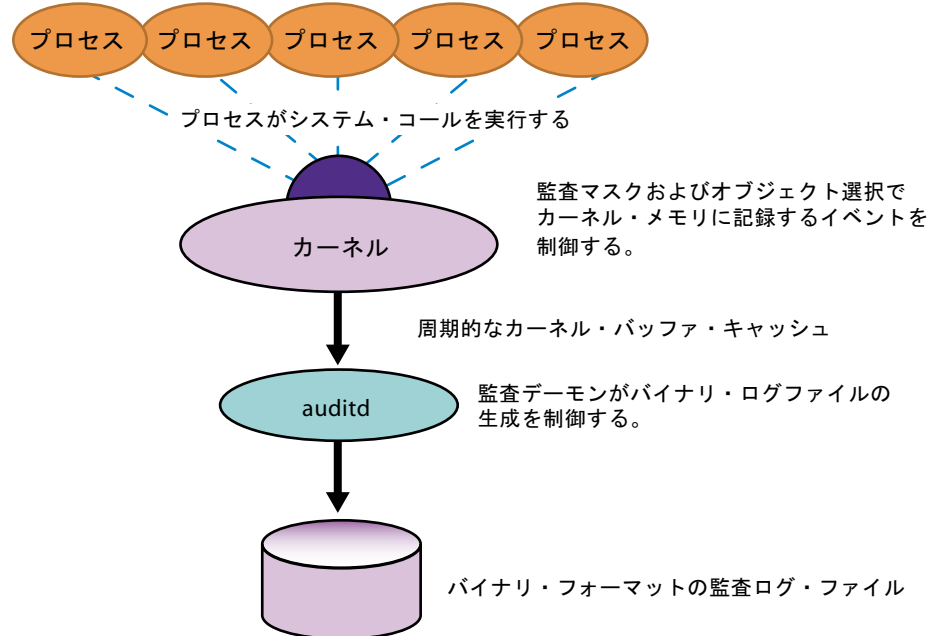 プロセス プロセス プロセス プロセス プロセス
プロセスがシステム・コールを実行する
監査マスクおよびオブジェクト選択で
カーネル・メモリに記録するイベントを
制御する。
カーネル
周期的なカーネル・バッファ・キャッシュ
監査デーモンがバイナリ・ログファイルの
生成を制御する。
auditd
バイナリ・フォーマットの監査ログ・ファイル